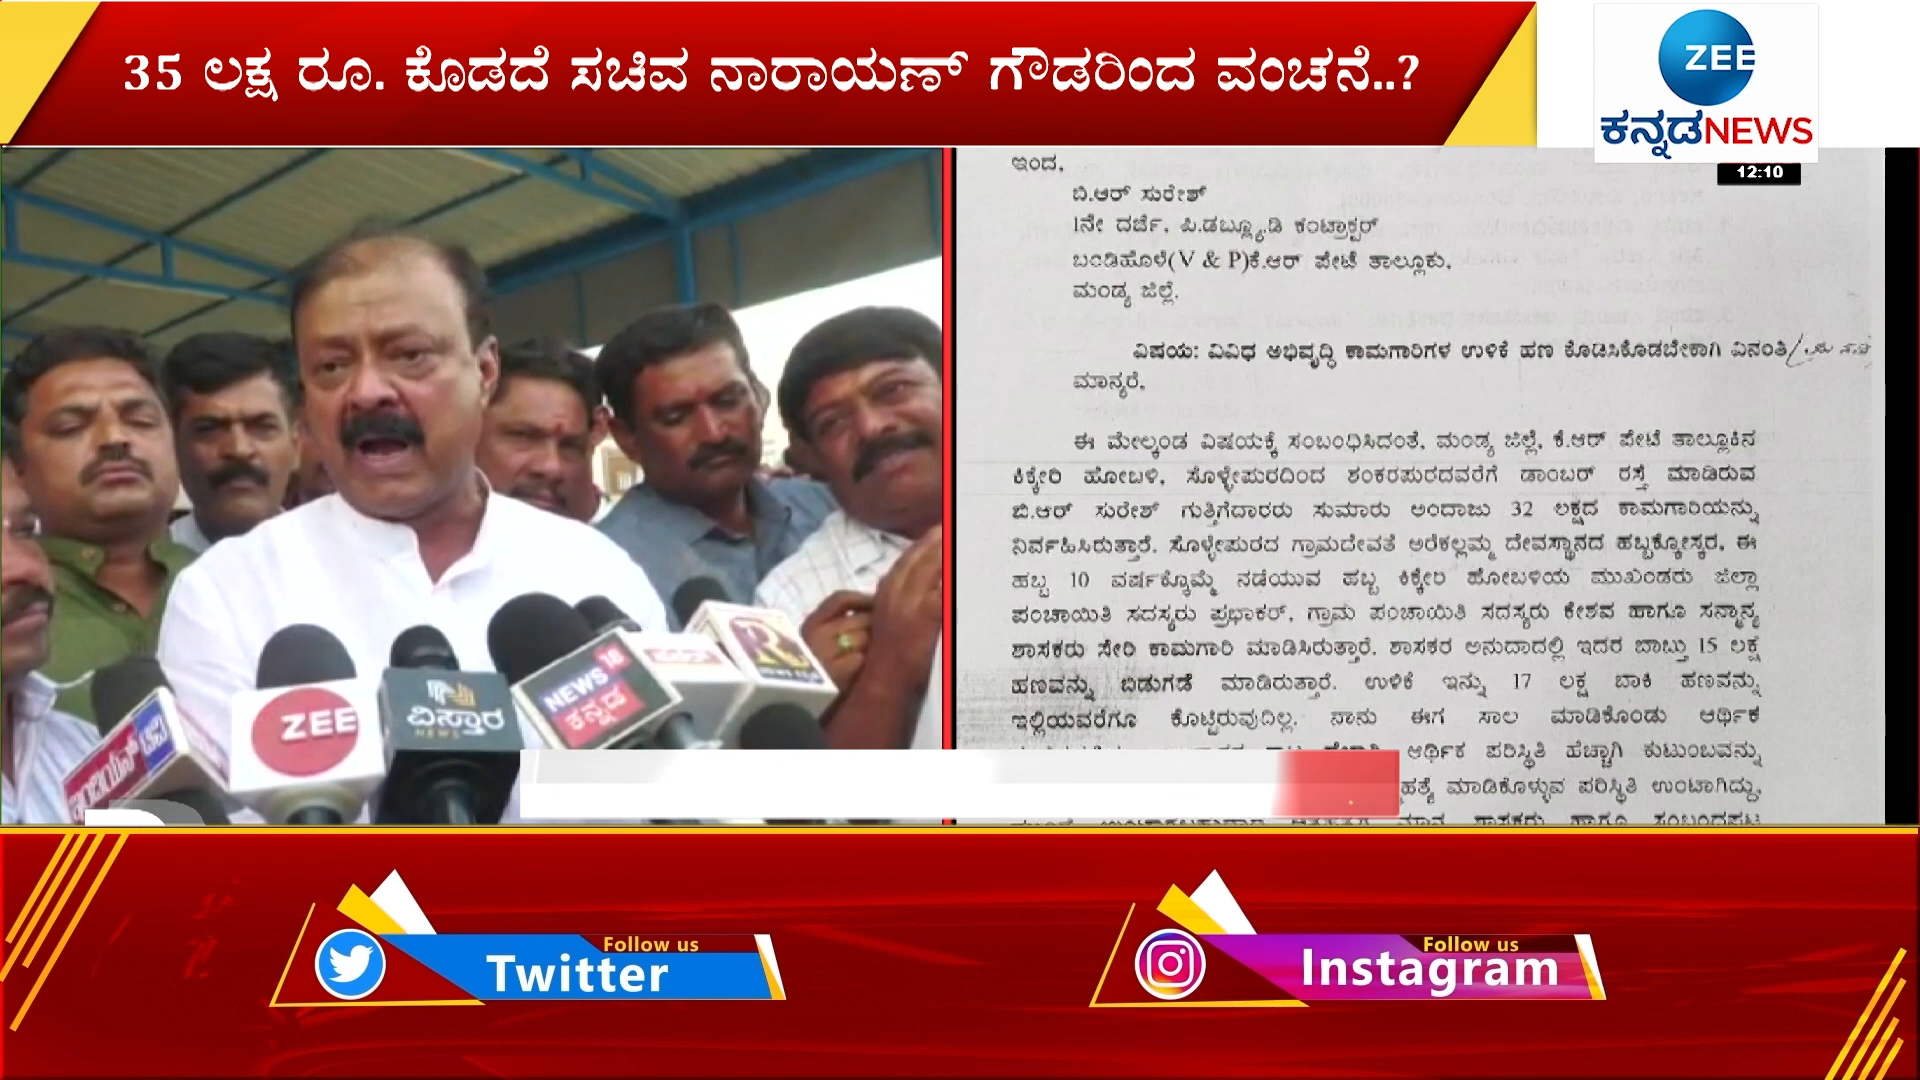 35 ಲಕ್ಷ ರೂ. ಕೊಡದೆ ಸಚಿವ ನಾರಾಯಣ್ ಗೌಡರಿಂದ ವಂಚನೆ..?
ZEE
ಕನ್ನಡNEWS
12:10
ಇಂದ,
ಬಿ.ಆರ್ ಸುರೇಶ್
1ನೇ ದರ್ಜೆ, ಪಿ.ಡಬ್ಲ್ಯೂ.ಡಿ ಕಂಟ್ರಾಕ್ಟರ್
ಬಂಡಿಹೊಳೆ(V & P)ಕೆ.ಆರ್ ಪೇಟೆ ತಾಲ್ಲೂಕು,
ಮಂಡ್ಯ ಜಿಲ್ಲೆ.
ವಿಷಯ: ವಿವಿಧ ಅಭಿವೃದ್ಧಿ ಕಾಮಗಾರಿಗಳ ಉಳಿಕೆ ಹಣ ಕೊಡಿಸಿಕೊಡಬೇಕಾಗಿ ವಿನಂತಿ
ಮಾನ್ಯರೆ,
ಈ ಮೇಲ್ಕಂಡ ವಿಷಯಕ್ಕೆ ಸಂಬಂಧಿಸಿದಂತೆ, ಮಂಡ್ಯ ಜಿಲ್ಲೆ, ಕೆ.ಆರ್ ಪೇಟೆ ತಾಲ್ಲೂಕಿನ
ಕಿಕ್ಕೇರಿ ಹೋಬಳಿ, ಸೊಳ್ಳೇಪುರದಿಂದ ಶಂಕರಪುರದವರೆಗೆ ಡಾಂಬರ್ ರಸ್ತೆ ಮಾಡಿರುವ
ಬಿ.ಆರ್ ಸುರೇಶ್ ಗುತ್ತಿಗೆದಾರರು ಸುಮಾರು ಅಂದಾಜು 32 ಲಕ್ಷದ ಕಾಮಗಾರಿಯನ್ನು
ನಿರ್ವಹಿಸಿರುತ್ತಾರೆ. ಸೊಳ್ಳೇಪುರದ ಗ್ರಾಮದೇವತೆ ಅರೆಕಲ್ಲಮ್ಮ ದೇವಸ್ಥಾನದ ಹಬ್ಬಕ್ಕೋಸ್ಕರ, ಈ
ಹಬ್ಬ 10 ವರ್ಷಕ್ಕೊಮ್ಮೆ ನಡೆಯುವ ಹಬ್ಬ ಕಿಕ್ಕೇರಿ ಹೋಬಳಿಯ ಮುಖಂಡರು ಜಿಲ್ಲಾ
ಪಂಚಾಯಿತಿ ಸದಸ್ಯರು ಪ್ರಭಾಕರ್, ಗ್ರಾಮ ಪಂಚಾಯಿತಿ ಸದಸ್ಯರು ಕೇಶವ ಹಾಗೂ ಸನ್ಮಾನ್ಯ
ಶಾಸಕರು ಸೇರಿ ಕಾಮಗಾರಿ ಮಾಡಿಸಿರುತ್ತಾರೆ. ಶಾಸಕರ ಅನುದಾದಲ್ಲಿ ಇದರ ಬಾಬ್ತು 15 ಲಕ್ಷ
ಹಣವನ್ನು ಬಿಡುಗಡೆ ಮಾಡಿರುತ್ತಾರೆ. ಉಳಿಕೆ ಇನ್ನು 17 ಲಕ್ಷ ಬಾಕಿ ಹಣವನ್ನು
ಇಲ್ಲಿಯವರೆಗೂ ಕೊಟ್ಟಿರುವುದಿಲ್ಲ. ನಾನು ಈಗ ಸಾಲ ಮಾಡಿಕೊಂಡು ಆರ್ಥಿಕ
ಆರ್ಥಿಕ ಪರಿಸ್ಥಿತಿ ಹೆಚ್ಚಾಗಿ ಕುಟುಂಬವನ್ನು
ಮಾಡಿಕೊಳ್ಳುವ ಪರಿಸ್ಥಿತಿ ಉಂಟಾಗಿದ್ದು,
ಶಾಸಕರು ಹಾಗೂ ಸಂಬಂಧಪಟ್ಟ
ZEE
ವಿಸ್ತಾರ
NEWS
NEWS 18
ಕನ್ನಡ
R
Follow us
Twitter
Follow us
Instagram